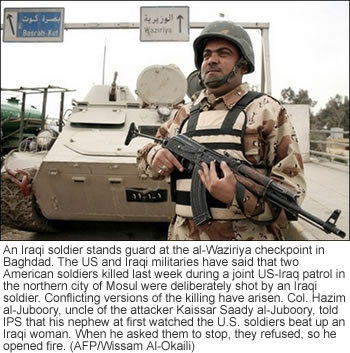 بصرة كوت
Basrah Kut
الوزيرية
Waziriya
An Iraqi soldier stands guard at the al-Waziriya checkpoint in
Baghdad. The US and Iraqi militaries have said that two
American soldiers killed last week during a joint US-Iraq patrol in
the northern city of Mosul were deliberately shot by an Iraqi
soldier. Conflicting versions of the killing have arisen. Col. Hazim
al-Juboory, uncle of the attacker Kaissar Saady al-Juboory, told
IPS that his nephew at first watched the U.S. soldiers beat up an
Iraqi woman. When he asked them to stop, they refused, so he
opened fire. (AFP/Wissam Al-Okaili)